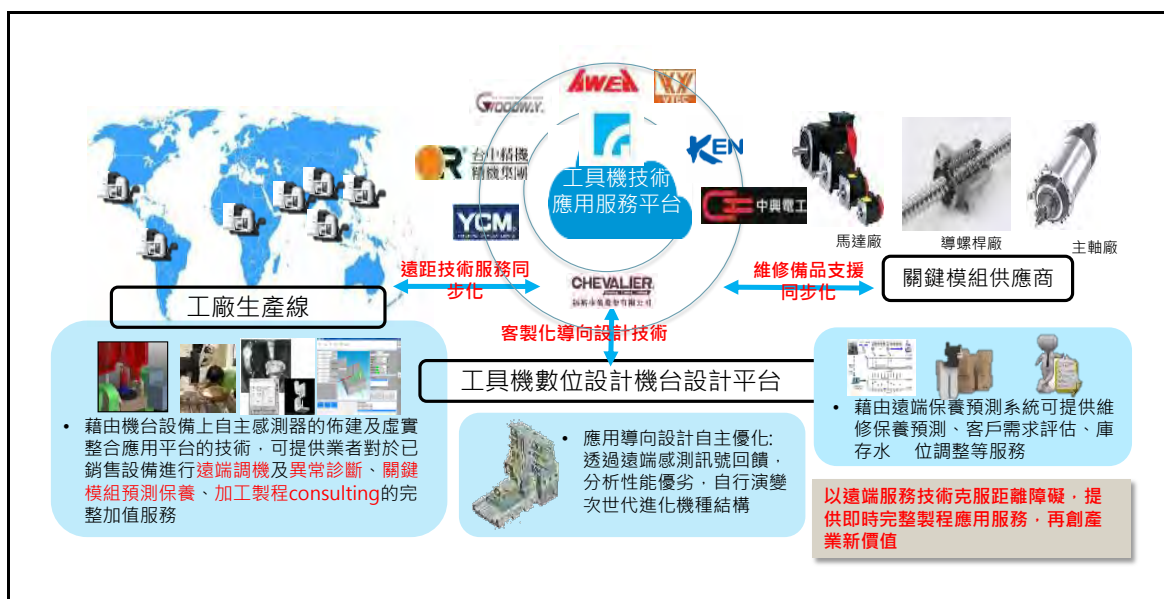 AWEA
VTEC
GOODWAY
KEN
台中精機
精機集團
工具機技術
應用服務平台
YCM
中興電工
馬達廠
導螺桿廠
主軸廠
遠距技術服務同
步化
CHEVALIER
維修備品支援
同步化
關鍵模組供應商
工廠生產線
客製化導向設計技術
工具機數位設計機台設計平台
• 藉由機台設備上自主感測器的佈建及虛實
整合應用平台的技術，可提供業者對於已
銷售設備進行遠端調機及異常診斷、關鍵
模組預測保養、加工製程consulting的完
整加值服務
• 應用導向設計自主優化:
透過遠端感測訊號回饋，
分析性能優劣，自行演變
次世代進化機種結構
• 藉由遠端保養預測系統可提供維
修保養預測、客戶需求評估、庫
存水 位調整等服務
以遠端服務技術克服距離障礙，提
供即時完整製程應用服務，再創產
業新價值